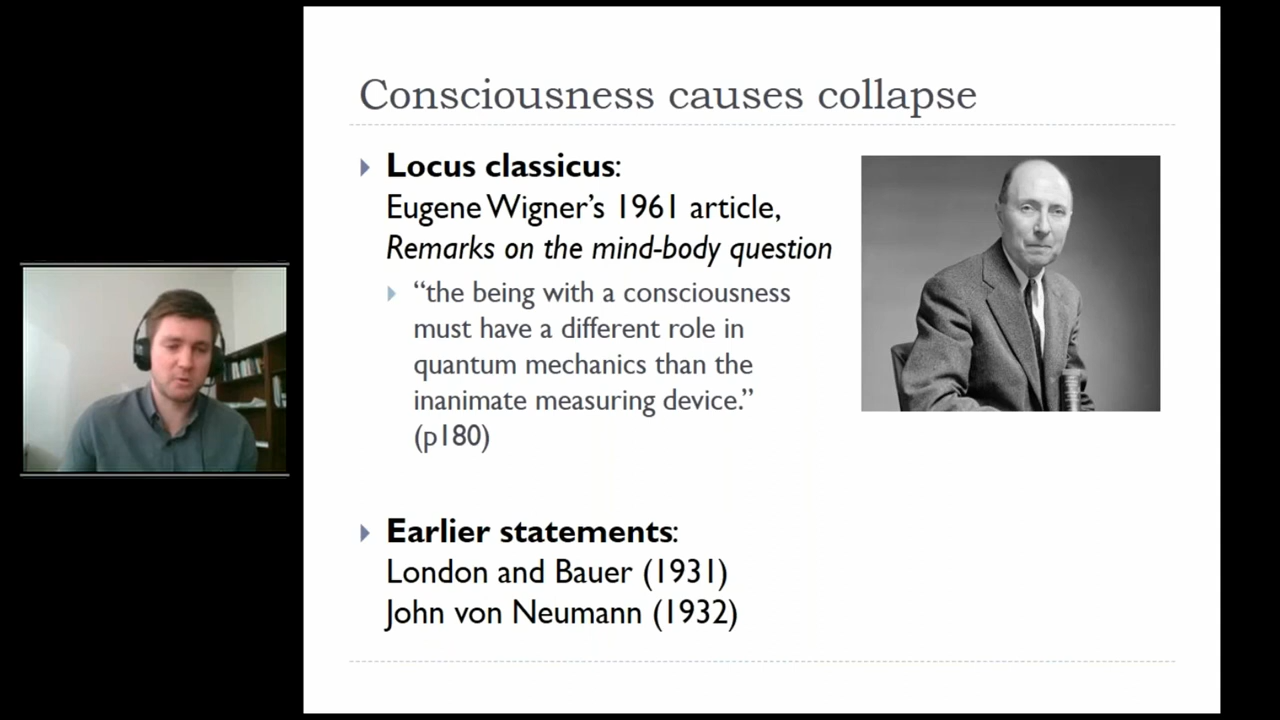 Consciousness causes collapse
Locus classicus:
Eugene Wigner’s 1961 article,
Remarks on the mind-body question
“the being with a consciousness
must have a different role in
quantum mechanics than the
inanimate measuring device.”
(p180)
Earlier statements:
London and Bauer (1931)
John von Neumann (1932)